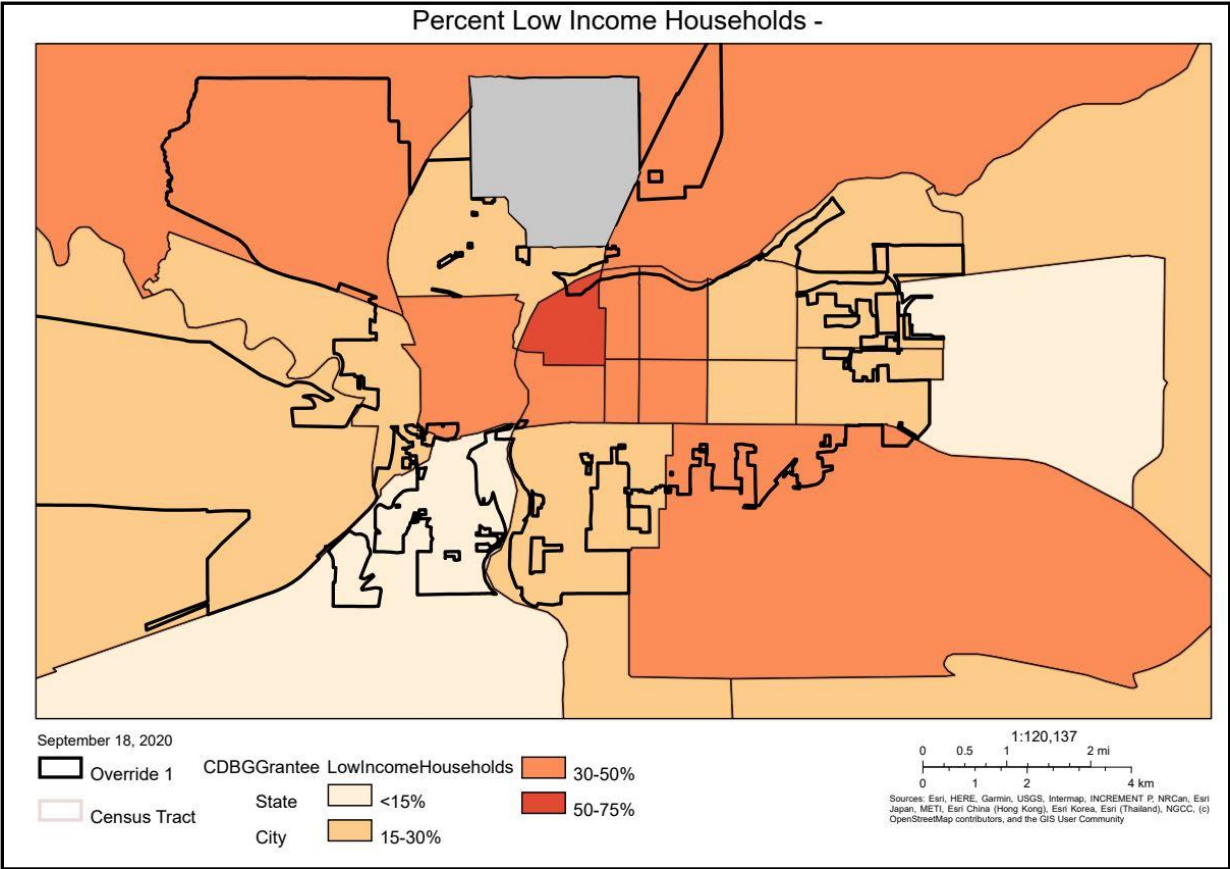 Percent Low Income Households -
September 18, 2020
Override 1
Census Tract
CDBGGrantee LowIncomeHouseholds
State
City
<15%
15-30%
30-50%
50-75%
1:120,137
0 0.5 1 2 mi
0 1 2 4 km
Sources: Esri, HERE, Garmin, USGS, Intermap, INCREMENT P, NRCan, Esri
Japan, METI, Esri China (Hong Kong), Esri Korea, Esri (Thailand), NGCC, (c)
OpenStreetMap contributors, and the GIS User Community